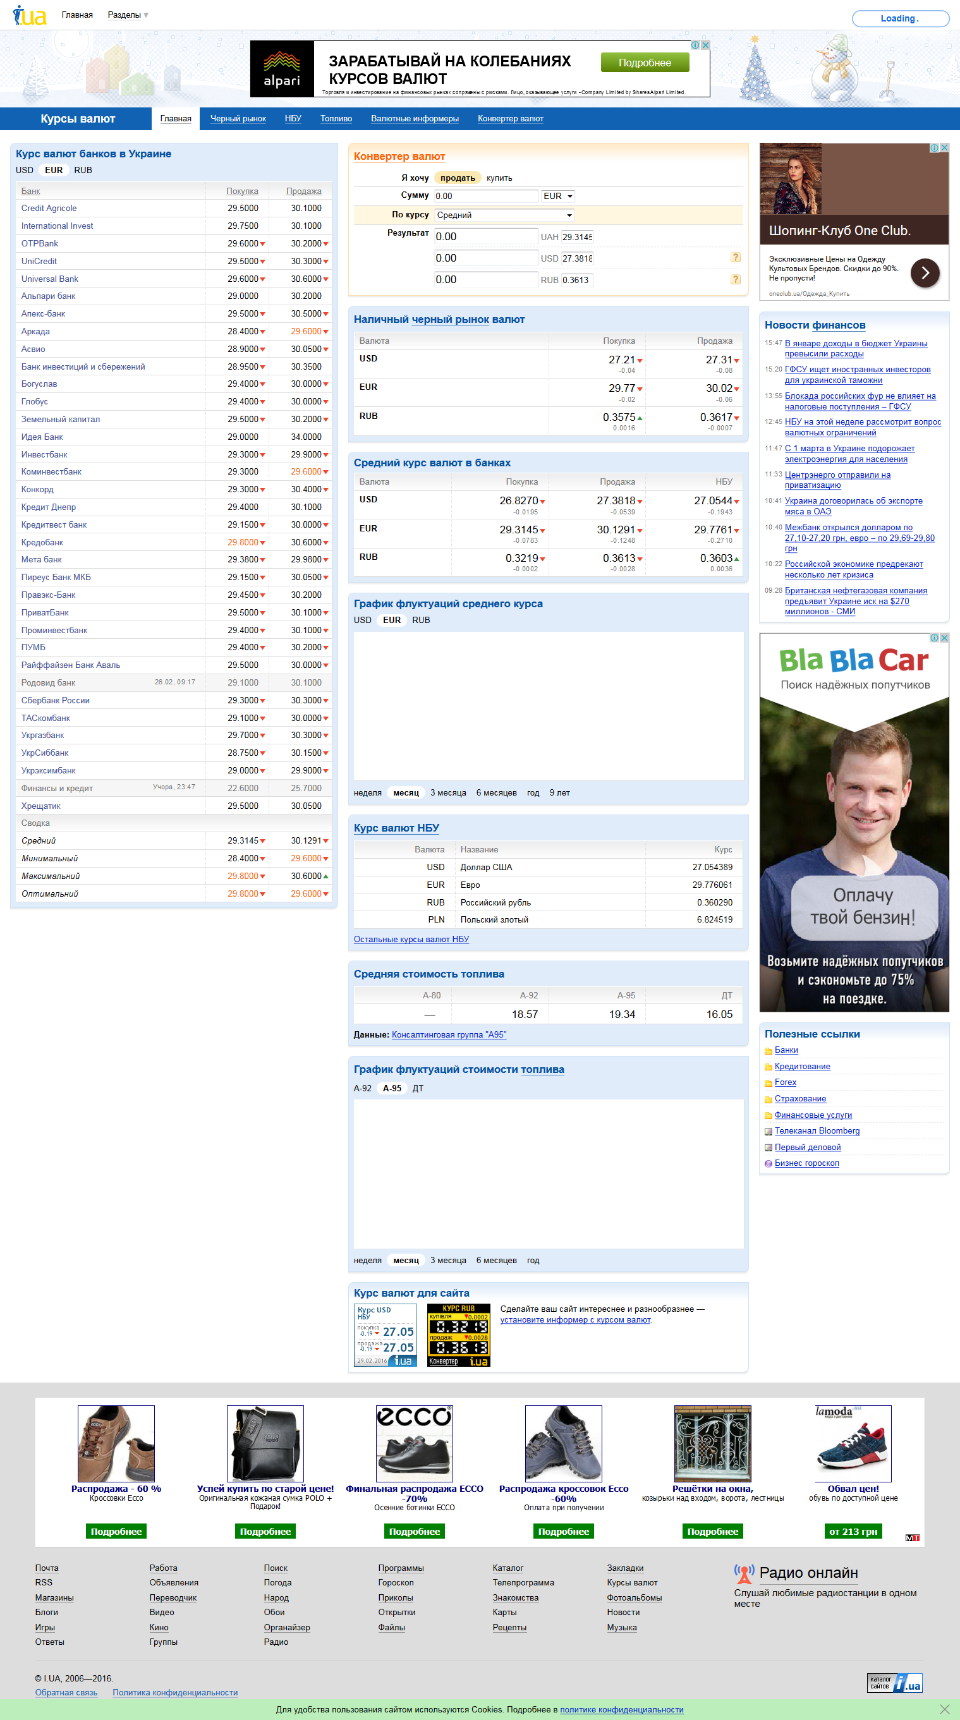 i.ua
Главная
Разделы
Loading.
alpari
ЗАРАБАТЫВАЙ НА КОЛЕБАНИЯХ
КУРСОВ ВАЛЮТ
Подробнее
Торговля и инвестирование на финансовых рынках сопряжены с рисками. Лицо, оказывающее услуги –Company Limited by SharesAlpari Limited.
Курсы валют
Главная
Черный рынок
НБУ
Топливо
Валютные информеры
Конвертер валют
Курс валют банков в Украине
USD EUR RUB
Банк Покупка Продажа
Credit Agricole 29.5000 30.1000
International Invest 29.7500 30.1000
OTPBank 29.6000 30.2000
UniCredit 29.5000 30.3000
Universal Bank 29.6000 30.6000
Альпари банк 29.0000 30.2000
Апекс-банк 29.5000 30.5000
Аркада 28.4000 29.6000
Асвио 28.9000 30.0500
Банк инвестиций и сбережений 28.9500 30.3500
Богуслав 29.4000 30.0000
Глобус 29.4000 30.0000
Земельный капитал 29.5000 30.2000
Идея Банк 29.0000 34.0000
Инвестбанк 29.3000 29.9000
Коминвестбанк 29.3000 29.6000
Конкорд 29.3000 30.4000
Кредит Днепр 29.4000 30.1000
Кредитвест банк 29.1500 30.0000
Кредобанк 29.8000 30.6000
Мета банк 29.3800 29.9800
Пиреус Банк МКБ 29.1500 30.0500
Правэкс-Банк 29.4500 30.2000
ПриватБанк 29.5000 30.1000
Проминвестбанк 29.4000 30.1000
ПУМБ 29.4000 30.2000
Райффайзен Банк Аваль 29.5000 30.0000
Родовид банк 26.02, 09:17 29.1000 30.1000
Сбербанк России 29.3000 30.3000
ТАСкомбанк 29.1000 30.0000
Укргазбанк 29.7000 30.3000
УкрСиббанк 28.7500 30.1500
Укрэксимбанк 29.0000 29.9000
Финансы и кредит Учора, 23:47 22.6000 25.7000
Хрещатик 29.5000 30.0500
Сводка
Средний 29.3145 30.1291
Минимальный 28.4000 29.6000
Максимальный 29.8000 30.6000
Оптимальный 29.8000 29.6000
Конвертер валют
Я хочу продать купить
Сумму 0.00 EUR
По курсу Средний
Результат 0.00 UAH 29.3145
0.00 USD 27.3818 ?
0.00 RUB 0.3613 ?
Наличный черный рынок валют
Валюта Покупка Продажа
USD 27.21 27.31
-0.04 -0.08
EUR 29.77 30.02
-0.02 -0.06
RUB 0.3575 0.3617
0.0016 -0.0007
Средний курс валют в банках
Валюта Покупка Продажа НБУ
USD 26.8270 27.3818 27.0544
-0.0195 -0.0539 -0.1943
EUR 29.3145 30.1291 29.7761
-0.0783 -0.1248 -0.2710
RUB 0.3219 0.3613 0.3603
-0.0002 -0.0028 0.0036
График флуктуаций среднего курса
USD EUR RUB
неделя месяц 3 месяца 6 месяцев год 9 лет
Курс валют НБУ
Валюта Название Курс
USD Доллар США 27.054389
EUR Евро 29.776061
RUB Российский рубль 0.360290
PLN Польский злотый 6.824519
Остальные курсы валют НБУ
Средняя стоимость топлива
А-80 А-92 А-95 ДТ
— 18.57 19.34 16.05
Данные: Консалтинговая группа "А95"
График флуктуаций стоимости топлива
А-92 А-95 ДТ
неделя месяц 3 месяца 6 месяцев год
Курс валют для сайта
Курс USD
НБУ
покупка
-0.19 27.05
продажа
-0.19 27.05
29.02.2016 i.ua
КУРС RUB
купівля 0.0002
0.3219
продаж 0.0028
0.3613
Конвертер i.ua
Сделайте ваш сайт интереснее и разнообразнее —
установите информер с курсом валют.
Шопинг-Клуб One Club.
Эксклюзивные Цены на Одежду
Культовых Брендов. Скидки до 90%.
Не пропусти!
oneclub.ua/Одежда_Купить
Новости финансов
15:47 В январе доходы в бюджет Украины
превысили расходы
15:20 ГФСУ ищет иностранных инвесторов
для украинской таможни
13:55 Блокада российских фур не влияет на
налоговые поступления – ГФСУ
12:45 НБУ на этой неделе рассмотрит вопрос
валютных ограничений
11:47 С 1 марта в Украине подорожает
электроэнергия для населения
11:33 Центрэнерго отправили на
приватизацию
10:41 Украина договорилась об экспорте
мяса в ОАЭ
10:40 Межбанк открылся долларом по
27,10-27,20 грн, евро – по 29,69-29,80
грн
10:22 Российской экономике предрекают
несколько лет кризиса
09:26 Британская нефтегазовая компания
предъявит Украине иск на $270
миллионов - СМИ
Bla Bla Car
Поиск надёжных попутчиков
Оплачу
твой бензин!
Возьмите надёжных попутчиков
и сэкономьте до 75%
на поездке.
Полезные ссылки
Банки
Кредитование
Forex
Страхование
Финансовые услуги
Телеканал Bloomberg
Первый деловой
Бизнес гороскоп
ecco
lamoda
Распродажа - 60 %
Кроссовки Ecco
Подробнее
Успей купить по старой цене!
Оригинальная кожаная сумка POLO +
Подарок!
Подробнее
Финальная распродажа ECCO
-70%
Осенние ботинки ECCO
Подробнее
Распродажа кроссовок Ecco
-60%
Оплата при получении
Подробнее
Решётки на окна,
козырьки над входом, ворота, лестницы
Подробнее
Обвал цен!
обувь по доступной цене
от 213 грн
МТ
Почта Работа Поиск Программы Каталог Закладки
RSS Объявления Погода Гороскоп Телепрограмма Курсы валют
Магазины Переводчик Народ Приколы Знакомства Фотоальбомы
Блоги Видео Обои Открытки Карты Новости
Игры Кино Органайзер Файлы Рецепты Музыка
Ответы Группы Радио
Радио онлайн
Слушай любимые радиостанции в одном
месте
© I.UA, 2006—2016.
Обратная связь Политика конфиденциальности
каталог
сайтов i.ua
Для удобства пользования сайтом используются Cookies. Подробнее в политике конфиденциальности